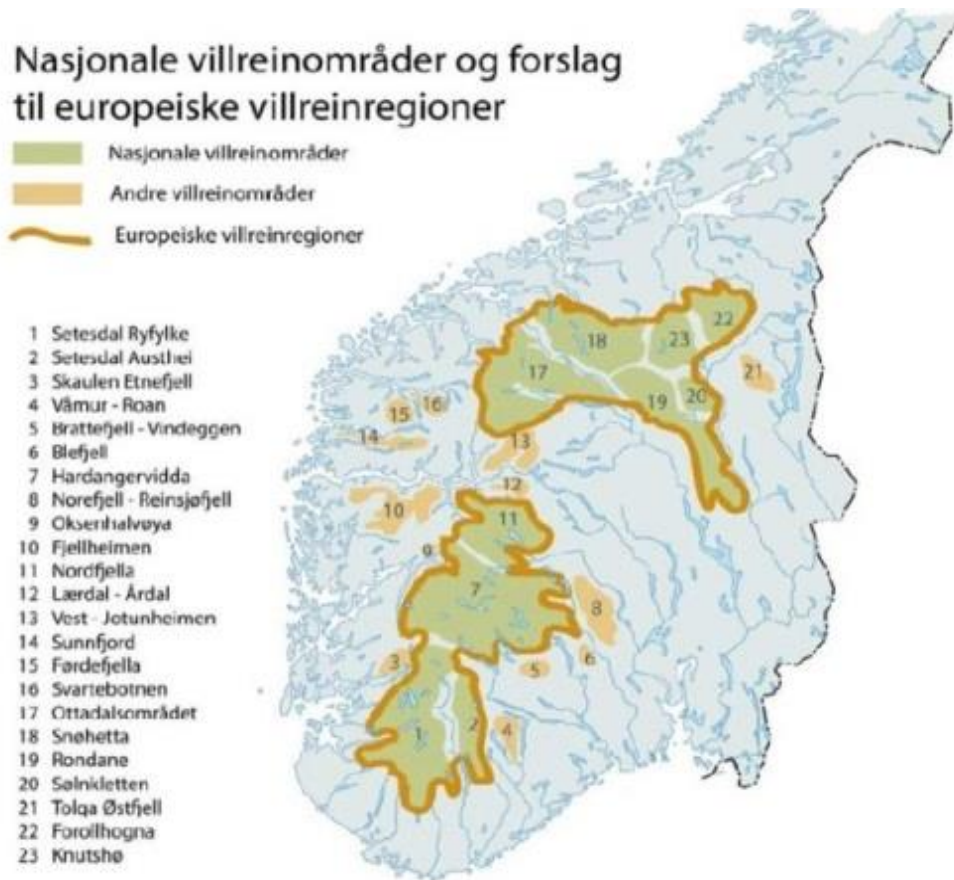 Nasjonale villreinområder og forslag
til europeiske villreinregioner
Nasjonale villreinområder
Andre villreinområder
Europeiske villreinregioner
1 Setesdal Ryfylke
2 Setesdal Austhei
3 Skaulen Etnefjell
4 Våmur - Roan
5 Brattefjell - Vindeggen
6 Blefjell
7 Hardangervidda
8 Norefjell - Reinsjøfjell
9 Oksenhalvøya
10 Fjellheimen
11 Nordfjella
12 Lærdal - Årdal
13 Vest - Jotunheimen
14 Sunnfjord
15 Førdefjella
16 Svartebotnen
17 Ottadalsområdet
18 Snøhetta
19 Rondane
20 Sølnkletten
21 Tolga Østfjell
22 Forollhogna
23 Knutshø
22
18
23
17
21
19
20
16
15
14
13
12
10
11
9
7
8
6
3
5
2
4
1